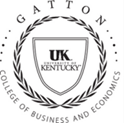 GATTON
UK
UNIVERSITY OF
KENTUCKY
COLLEGE OF BUSINESS AND ECONOMICS